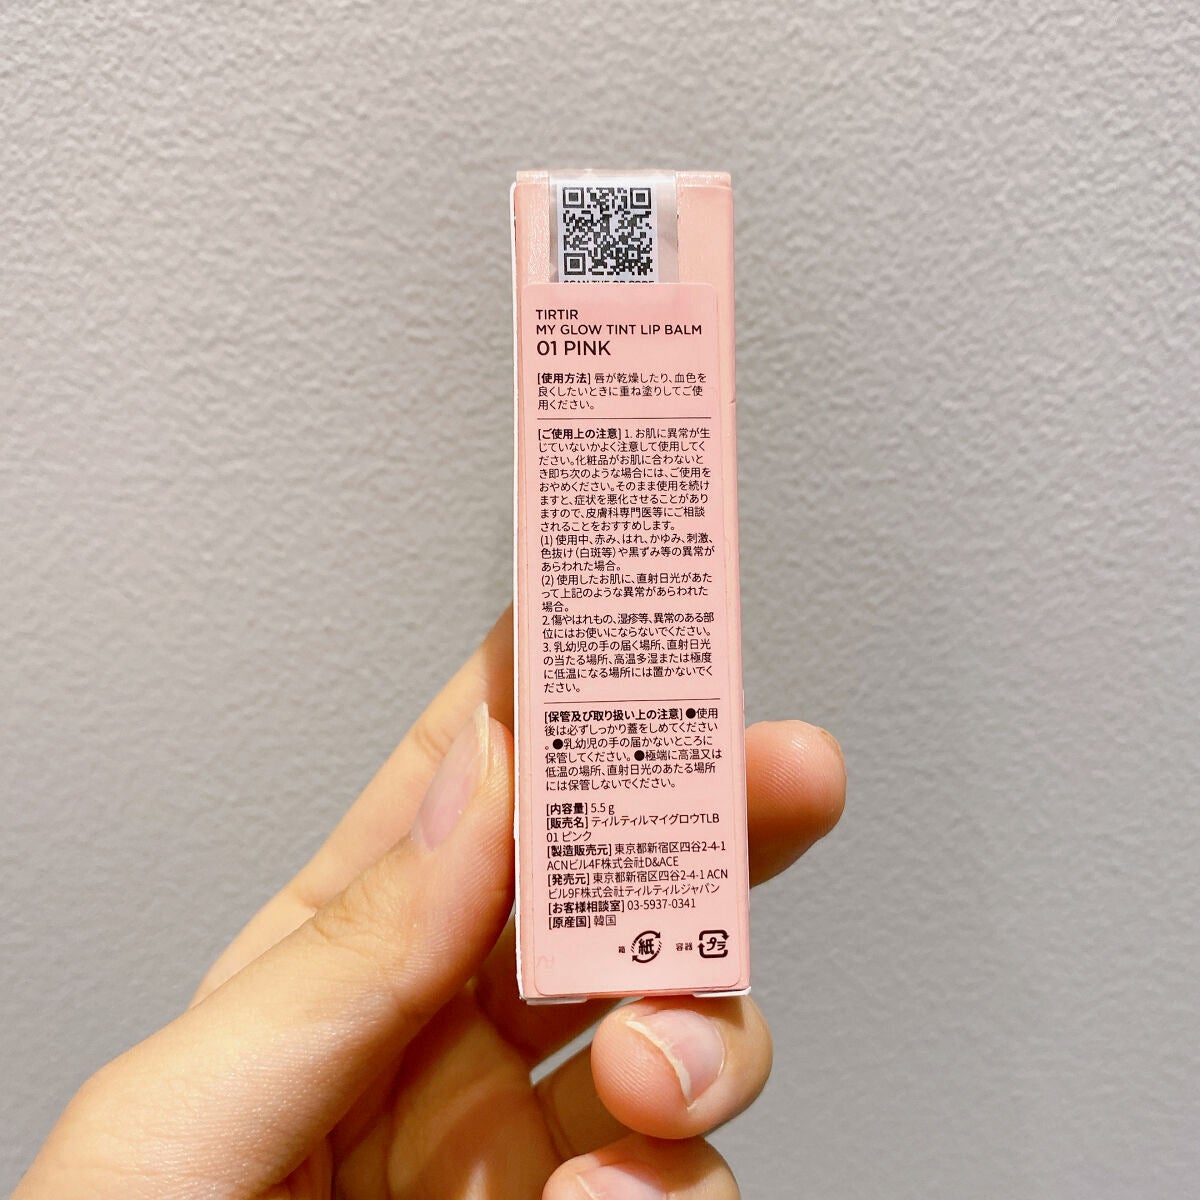 SCAN THE QR CODE
TIRTIR
MY GLOW TINT LIP BALM
01 PINK
[使用方法] 唇が乾燥したり、血色を
良くしたいときに重ね塗りしてご使
用ください。
[ご使用上の注意] 1. お肌に異常が生
じていないかよく注意して使用してく
ださい。化粧品がお肌に合わないと
き即ち次のような場合には、ご使用を
おやめください。そのまま使用を続け
ますと、症状を悪化させることがあり
ますので、皮膚科専門医等にご相談
されることをおすすめします。
(1) 使用中、赤み、はれ、かゆみ、刺激、
色抜け（白斑等）や黒ずみ等の異常が
あらわれた場合。
(2) 使用したお肌に、直射日光があた
って上記のような異常があらわれた
場合。
2. 傷やはれもの、湿疹等、異常のある部
位にはお使いにならないでください。
3. 乳幼児の手の届く場所、直射日光
の当たる場所、高温多湿または極度
に低温になる場所には置かないでく
ださい。
[保管及び取り扱い上の注意] ●使用
後は必ずしっかり蓋をしめてください
。●乳幼児の手の届かないところに
保管してください。●極端に高温又は
低温の場所、直射日光のあたる場所
には保管しないでください。
[内容量] 5.5 g
[販売名] ティルティルマイグロウTLB
01 ピンク
[製造販売元] 東京都新宿区四谷2-4-1
ACNビル4F株式会社D&ACE
[発売元] 東京都新宿区四谷2-4-1 ACN
ビル9F株式会社ティルティルジャパン
[お客様相談室] 03-5937-0341
[原産国] 韓国
箱 紙 容器 プラ